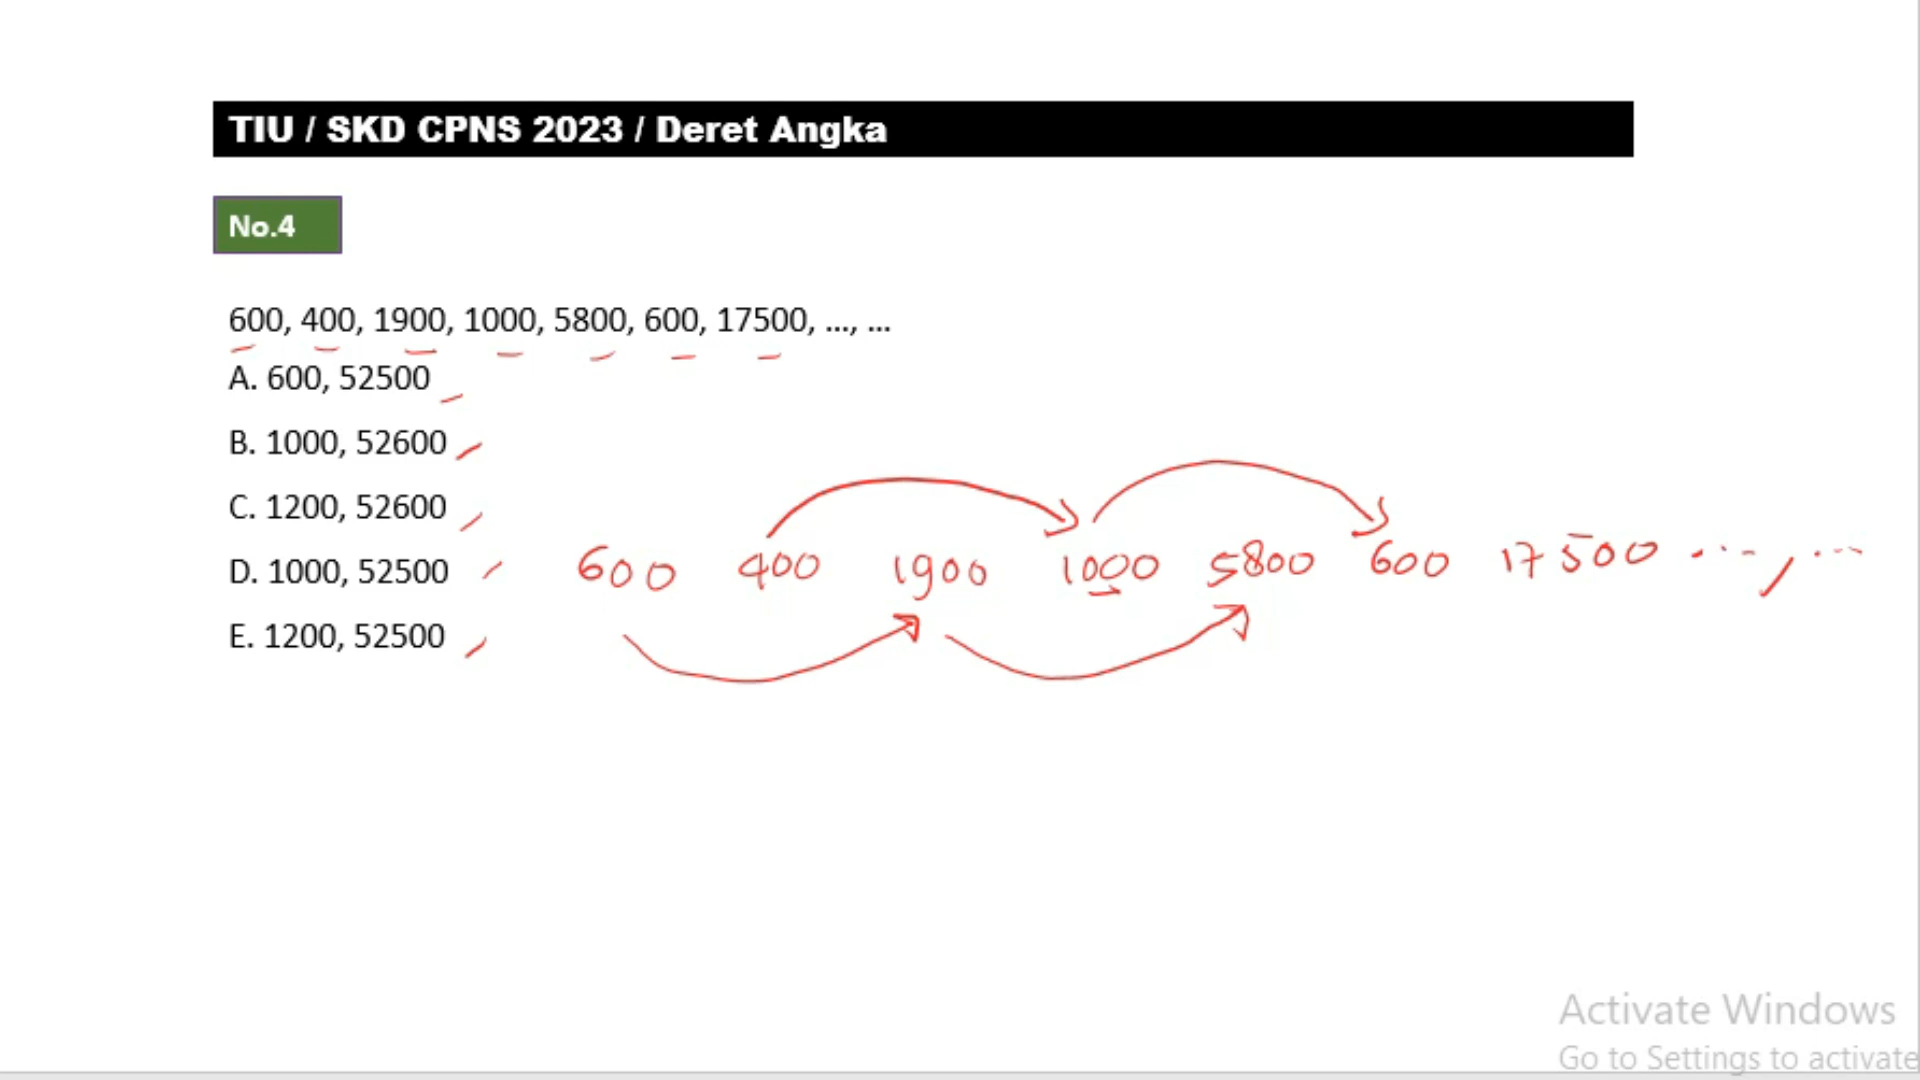 TIU / SKD CPNS 2023 / Deret Angka
No.4
600, 400, 1900, 1000, 5800, 600, 17500, ..., ...
A. 600, 52500
B. 1000, 52600
C. 1200, 52600
D. 1000, 52500
E. 1200, 52500
600 400 1900 1000 5800 600 17500 ..., ...
Activate Windows
Go to Settings to activate